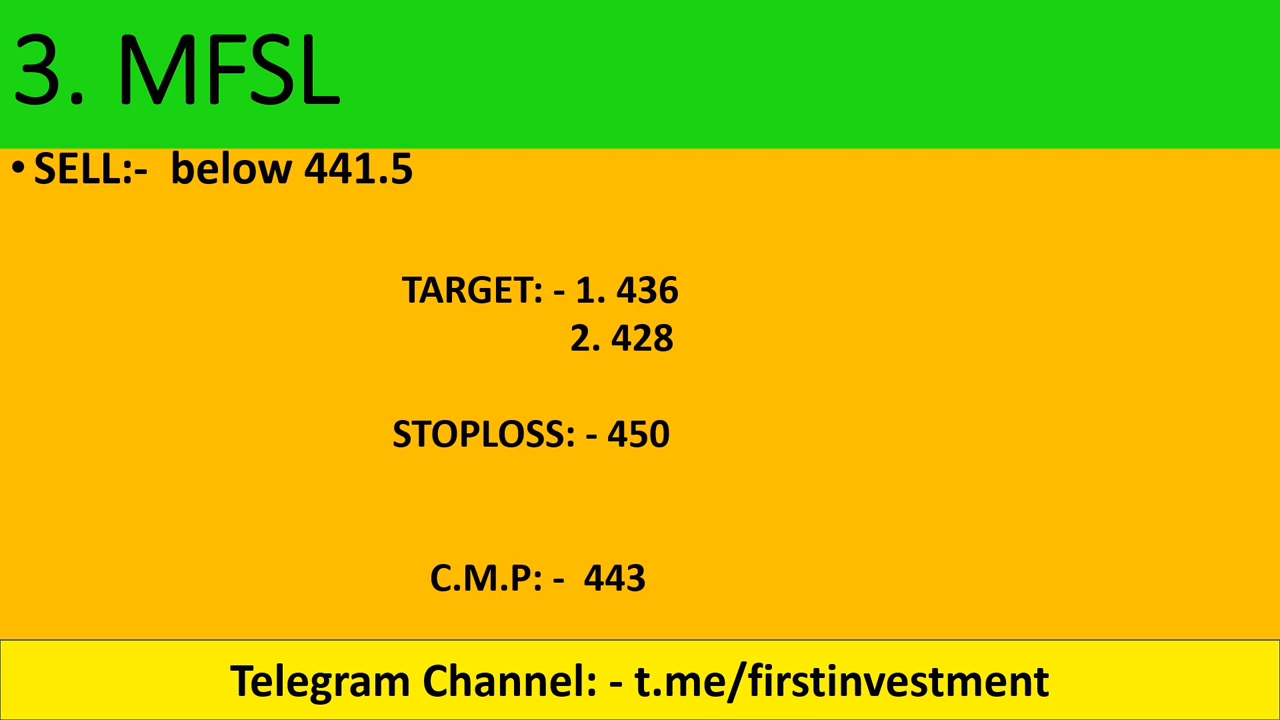 3. MFSL
• SELL:-  below 441.5
TARGET: - 1. 436
2. 428
STOPLOSS: - 450
C.M.P: -  443
Telegram Channel: - t.me/firstinvestment